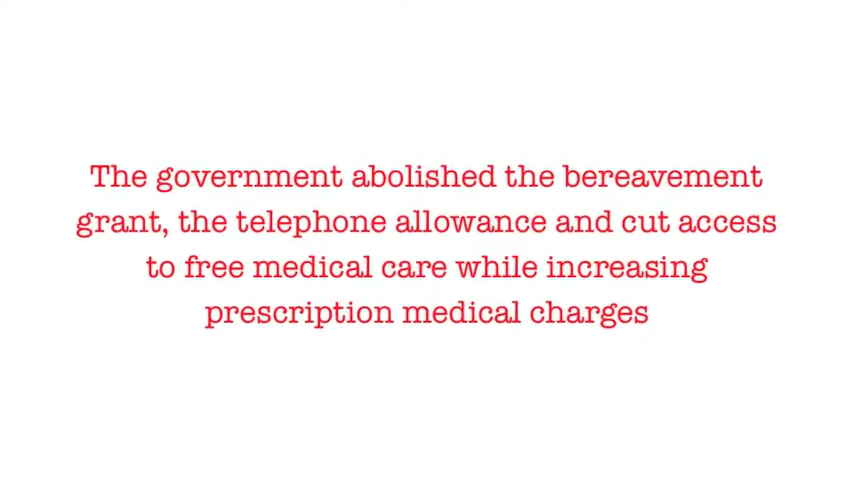 The government abolished the bereavement
grant, the telephone allowance and cut access
to free medical care while increasing
prescription medical charges